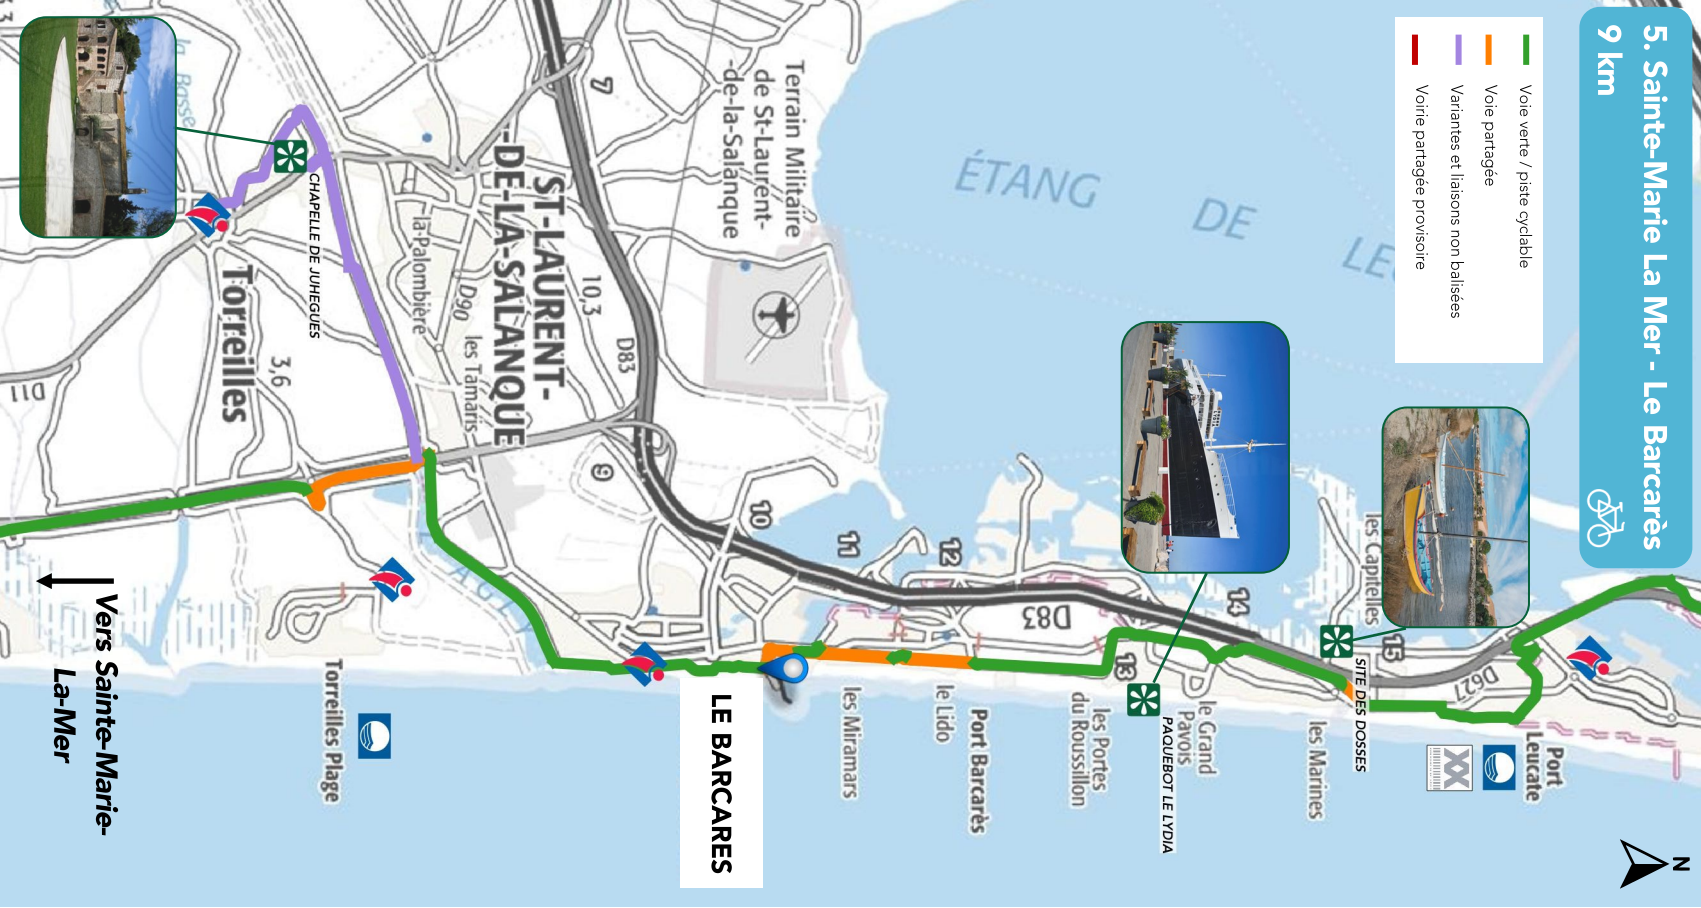 5. Sainte-Marie La Mer - Le Barcarès
9 km
Voie verte / piste cyclable
Voie partagée
Variantes et liaisons non balisées
Voirie partagée provisoire
N
ÉTANG
DE
Terrain Militaire
de St-Laurent-
-de-la-Salanque
7
la Basse
CHAPELLE DE JUHEGUES
Torreilles
3,6
D11
la Palombière
D90
les Tamaris
ST-LAURENT-
-DE-LA-SALANQUE
10,3
D83
9
10
11
12
D83
13
14
15
D627
les Capitelles
SITE DES DOSSES
Port
Leucate
les Marines
le Grand
Pavois
PAQUEBOT LE LYDIA
les Portes
du Roussillon
Port Barcarès
le Lido
les Miramars
LE BARCARES
Torreilles Plage
Vers Sainte-Marie-
La-Mer